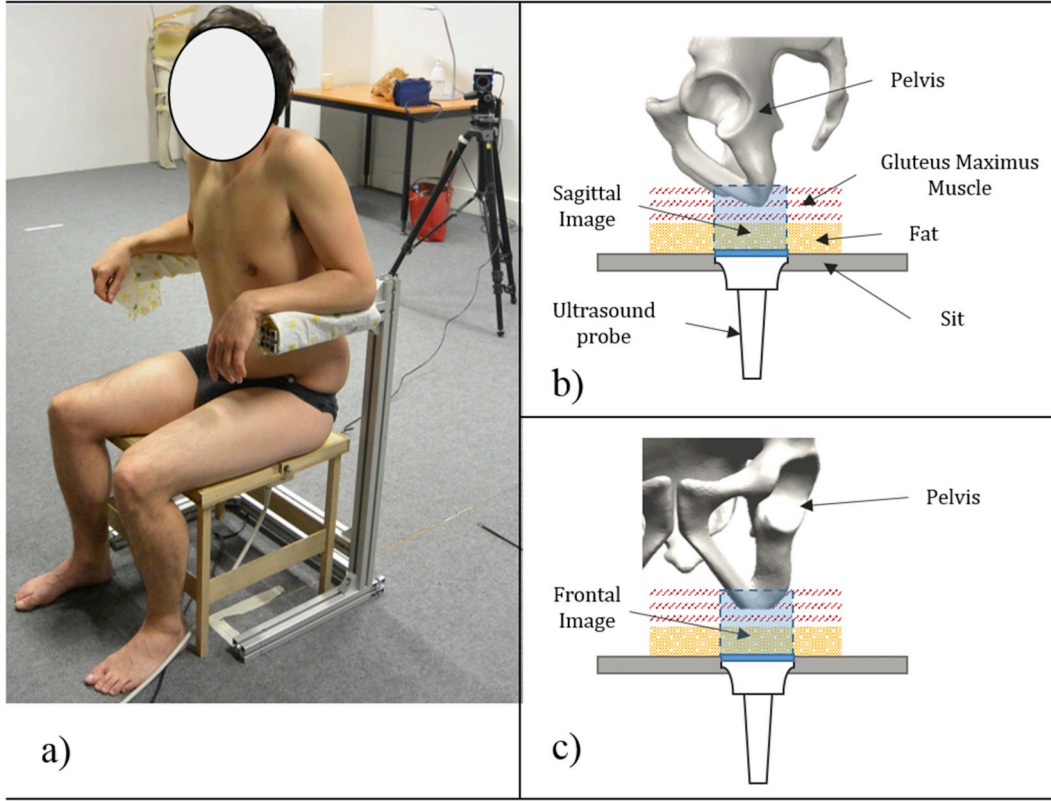 a)
Pelvis
Gluteus Maximus
Muscle
Sagittal
Image
Fat
Ultrasound
probe
Sit
b)
Pelvis
Frontal
Image
c)